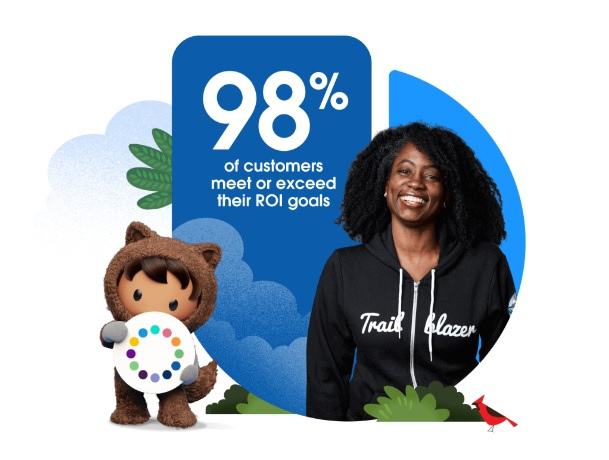 98%
of customers
meet or exceed
their ROI goals
Trail blazer